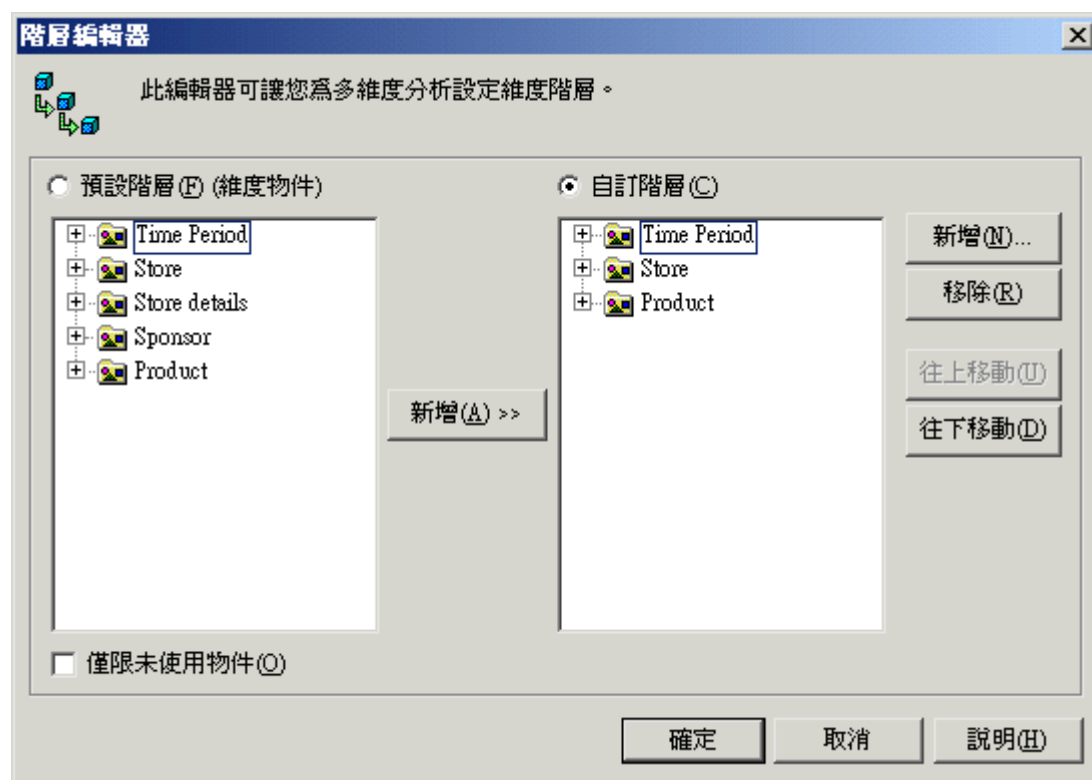 階層編輯器
此編輯器可讓您為多維度分析設定維度階層。
預設階層(F) (維度物件)
Time Period
Store
Store details
Sponsor
Product
新增(A) >>
自訂階層(C)
Time Period
Store
Product
新增(N)...
移除(R)
往上移動(U)
往下移動(D)
僅限未使用物件(O)
確定
取消
說明(H)